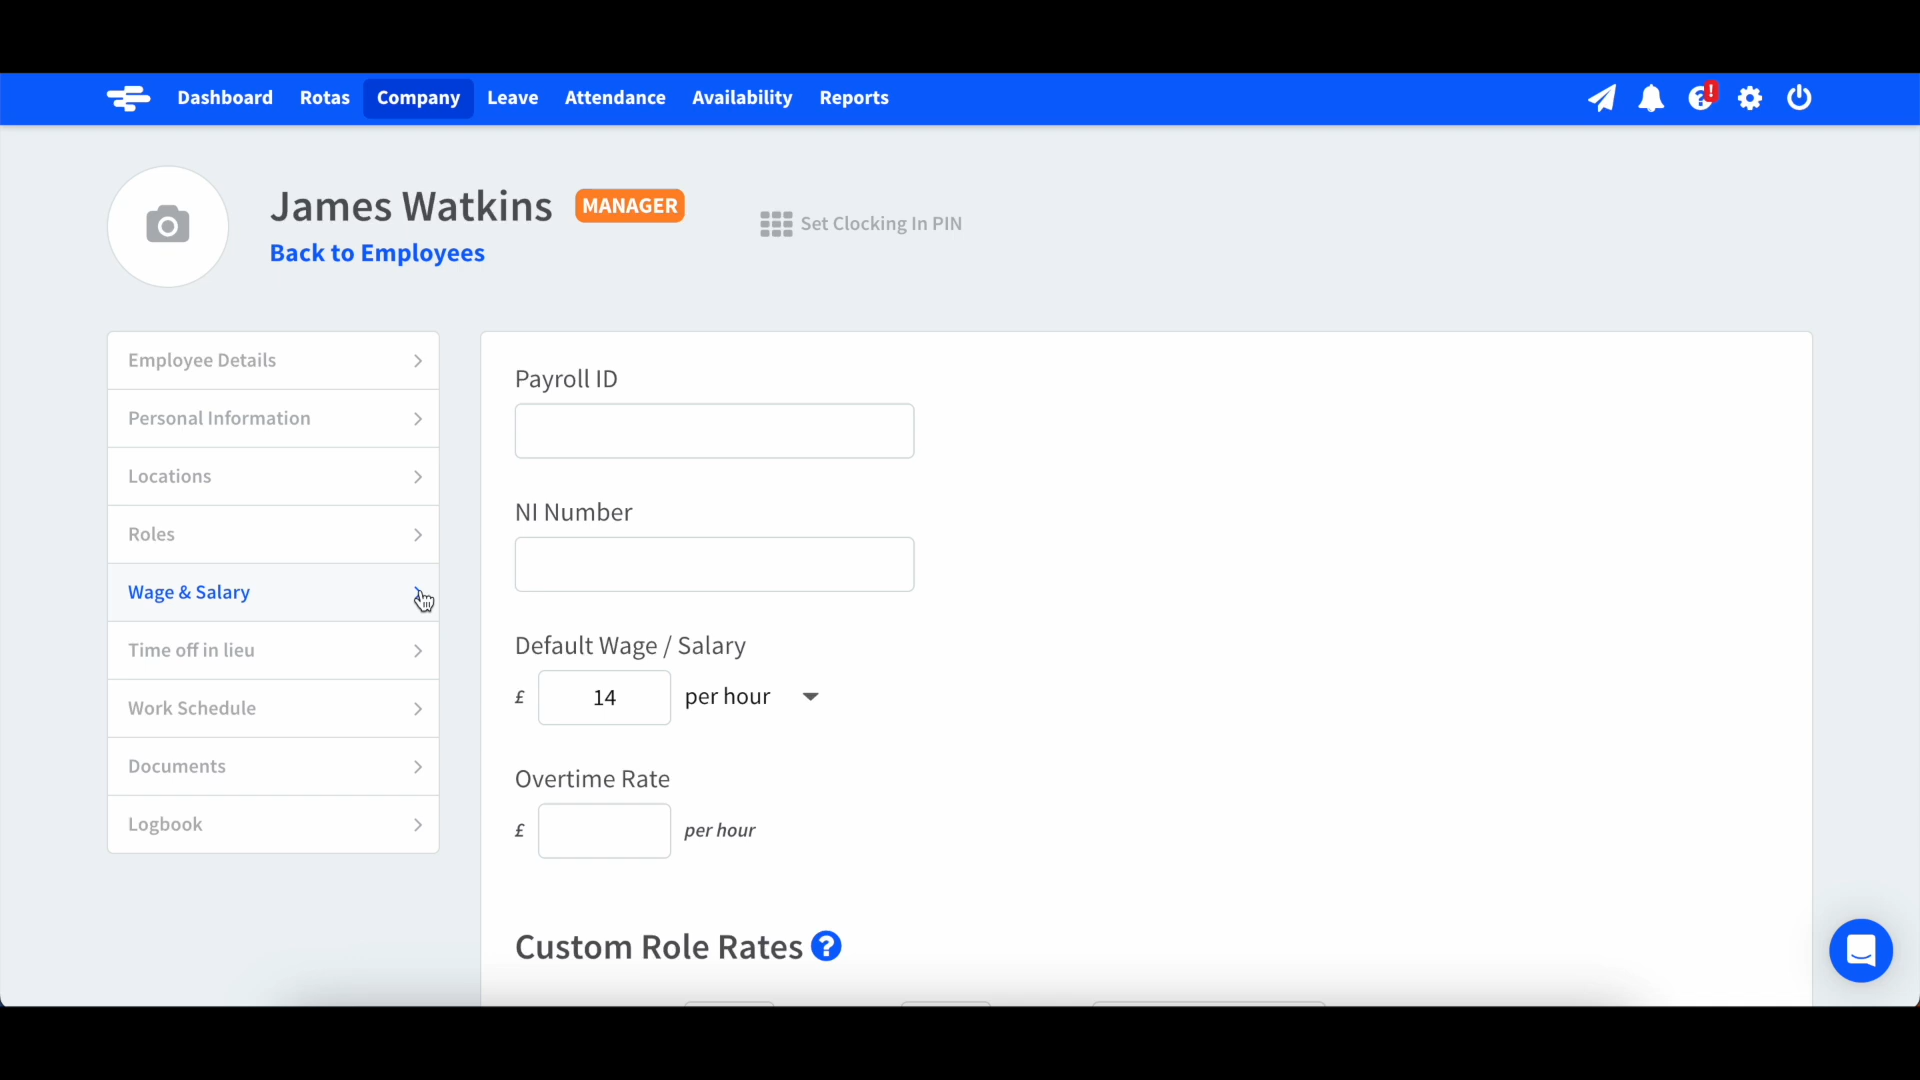 Dashboard Rotas Company Leave Attendance Availability Reports
James Watkins MANAGER
Set Clocking In PIN
Back to Employees
Employee Details
Personal Information
Locations
Roles
Wage & Salary
Time off in lieu
Work Schedule
Documents
Logbook
Payroll ID
NI Number
Default Wage / Salary
£ 14 per hour
Overtime Rate
£ per hour
Custom Role Rates ?